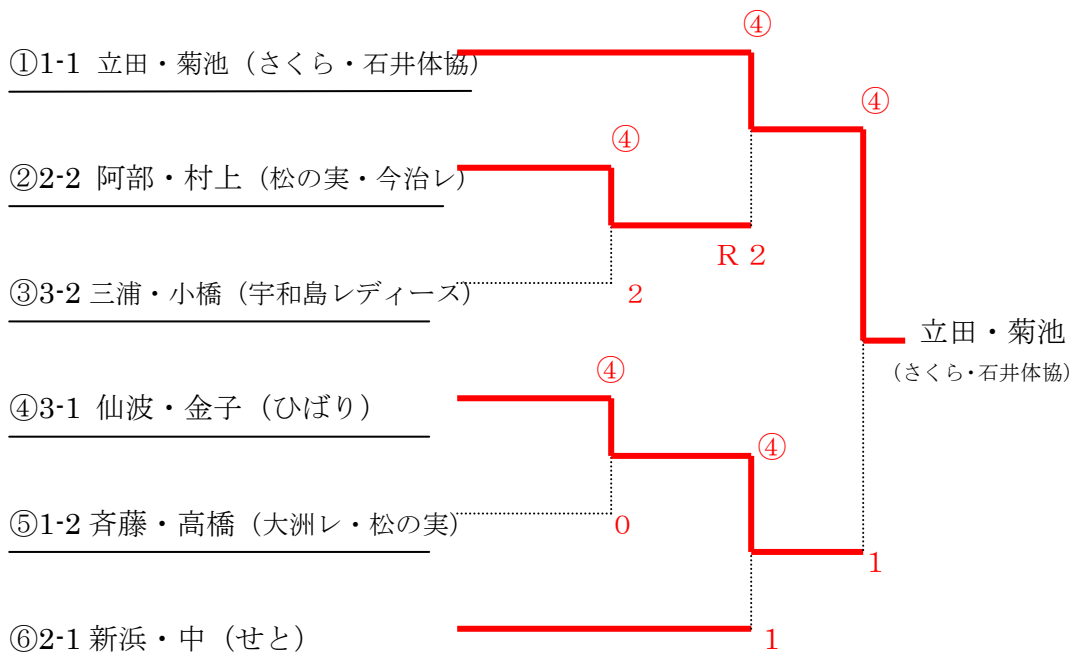 ④
①1-1 立田・菊池（さくら・石井体協）
④
④
②2-2 阿部・村上（松の実・今治レ）
R 2
③3-2 三浦・小橋（宇和島レディース）
2
立田・菊池
（さくら・石井体協）
④
④3-1 仙波・金子（ひばり）
④
⑤1-2 斉藤・高橋（大洲レ・松の実）
0
1
⑥2-1 新浜・中（せと）
1